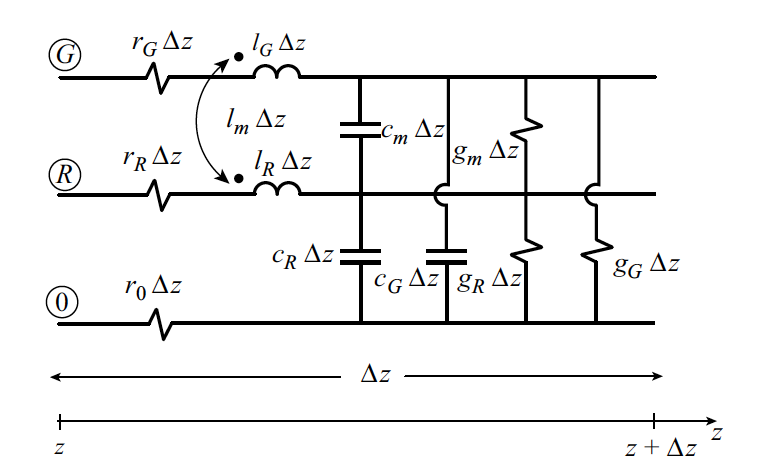 G
r_G Δz
l_G Δz
l_m Δz
c_m Δz
g_m Δz
R
r_R Δz
l_R Δz
c_R Δz
c_G Δz
g_R Δz
g_G Δz
0
r_0 Δz
Δz
z
z + Δz
z